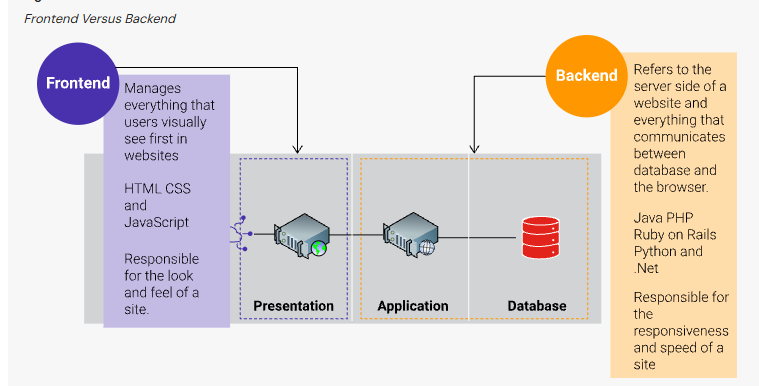 Frontend Versus Backend
Frontend
Manages
everything that
users visually
see first in
websites
HTML CSS
and
JavaScript
Responsible
for the look
and feel of a
site.
Presentation
Application
Database
Backend
Refers to the
server side of a
website and
everything that
communicates
between
database and
the browser.
Java PHP
Ruby on Rails
Python and
.Net
Responsible for
the
responsiveness
and speed of a
site